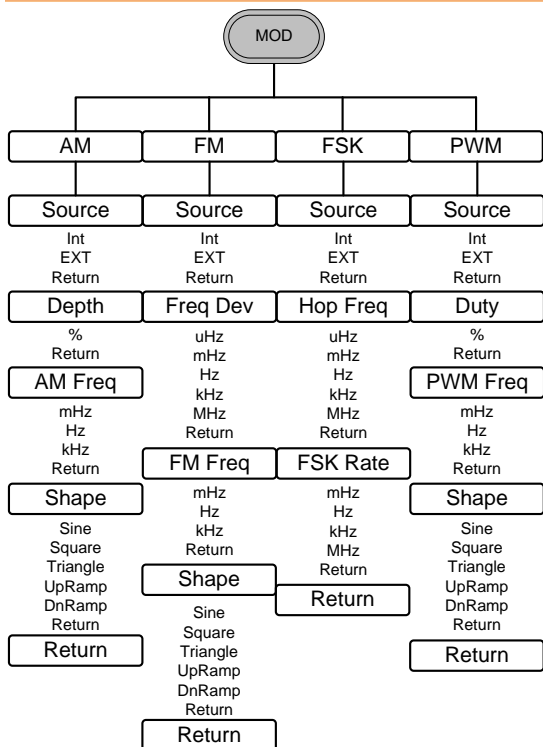 MOD
AM
FM
FSK
PWM
Source
Int
EXT
Return
Depth
%
Return
AM Freq
mHz
Hz
kHz
Return
Shape
Sine
Square
Triangle
UpRamp
DnRamp
Return
Return
Source
Int
EXT
Return
Freq Dev
uHz
mHz
Hz
kHz
MHz
Return
FM Freq
mHz
Hz
kHz
Return
Shape
Sine
Square
Triangle
UpRamp
DnRamp
Return
Return
Source
Int
EXT
Return
Hop Freq
uHz
mHz
Hz
kHz
MHz
Return
FSK Rate
mHz
Hz
kHz
MHz
Return
Return
Source
Int
EXT
Return
Duty
%
Return
PWM Freq
mHz
Hz
kHz
Return
Shape
Sine
Square
Triangle
UpRamp
DnRamp
Return
Return